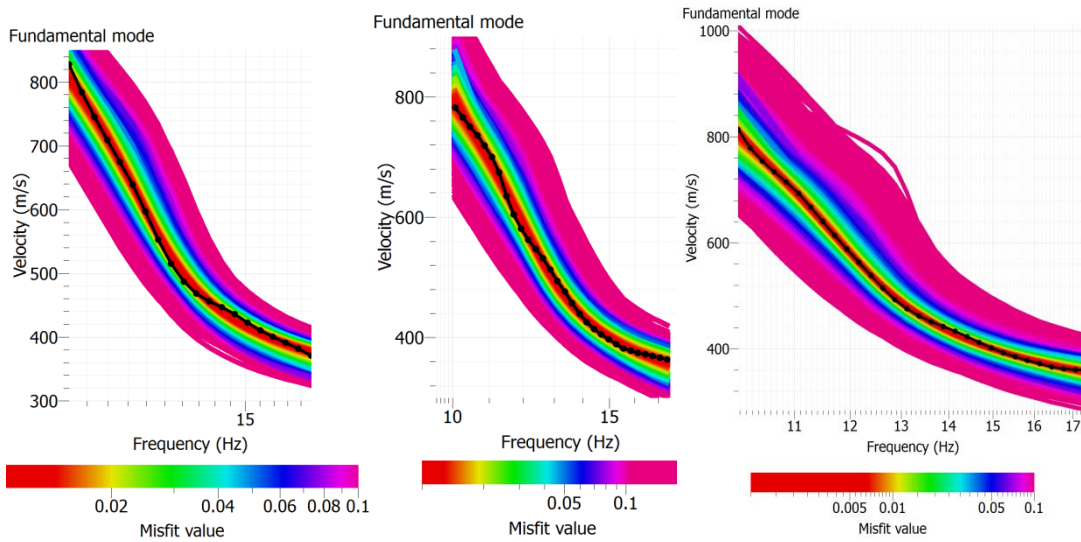 Fundamental mode
800
700
600
500
400
300
Velocity (m/s)
15
Frequency (Hz)
0.02
0.04
0.06
0.08
0.1
Misfit value
Fundamental mode
800
600
400
Velocity (m/s)
10
15
Frequency (Hz)
0.05
0.1
Misfit value
Fundamental mode
1000
800
600
400
Velocity (m/s)
11
12
13
14
15
16
17
Frequency (Hz)
0.005
0.01
0.05
0.1
Misfit value